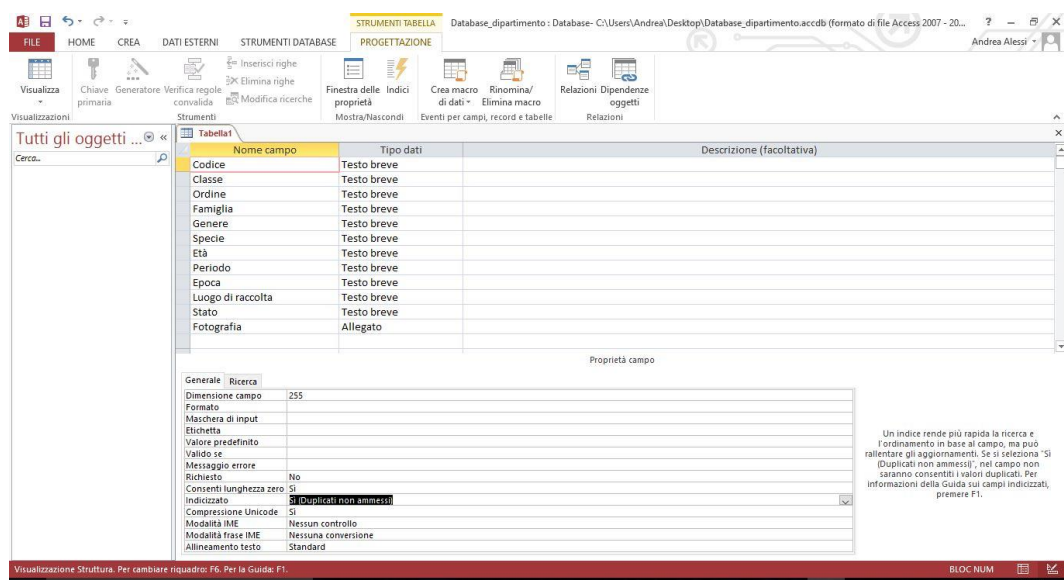 STRUMENTI TABELLA Database_dipartimento : Database- C:\Users\Andrea\Desktop\Database_dipartimento.accdb (formato di file Access 2007 - 20... ?
FILE HOME CREA DATI ESTERNI STRUMENTI DATABASE PROGETTAZIONE Andrea Alessi
Inserisci righe
Elimina righe
Modifica ricerche
Visualizza Chiave primaria Generatore Verifica regole convalida Finestra delle proprietà Indici Crea macro di dati Rinomina/ Elimina macro Relazioni Dipendenze oggetti
Visualizzazioni Strumenti Mostra/Nascondi Eventi per campi, record e tabelle Relazioni
Tutti gli oggetti ... «
Cerca...
Tabella1
Nome campo Tipo dati Descrizione (facoltativa)
Codice Testo breve
Classe Testo breve
Ordine Testo breve
Famiglia Testo breve
Genere Testo breve
Specie Testo breve
Età Testo breve
Periodo Testo breve
Epoca Testo breve
Luogo di raccolta Testo breve
Stato Testo breve
Fotografia Allegato
Proprietà campo
Generale Ricerca
Dimensione campo 255
Formato
Maschera di input
Etichetta
Valore predefinito
Valido se
Messaggio errore
Richiesto No
Consenti lunghezza zero Sì
Indicizzato Sì (Duplicati non ammessi)
Compressione Unicode Sì
Modalità IME Nessun controllo
Modalità frase IME Nessuna conversione
Allineamento testo Standard
Un indice rende più rapida la ricerca e
l'ordinamento in base al campo, ma può
rallentare gli aggiornamenti. Se si seleziona "Sì
(Duplicati non ammessi)", nel campo non
saranno consentiti i valori duplicati. Per
informazioni della Guida sui campi indicizzati,
premere F1.
Visualizzazione Struttura. Per cambiare riquadro: F6. Per la Guida: F1. BLOC NUM